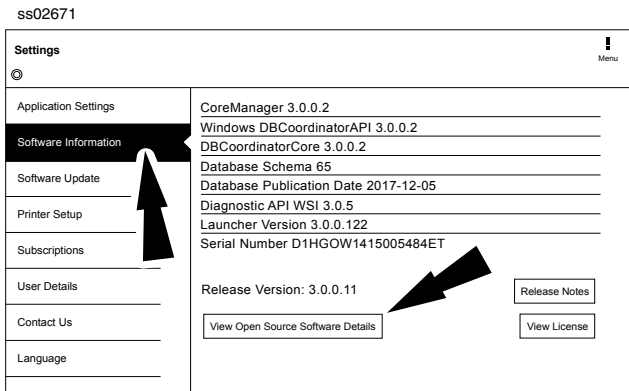 ss02671
Settings
Menu
Application Settings
Software Information
Software Update
Printer Setup
Subscriptions
User Details
Contact Us
Language
CoreManager 3.0.0.2
Windows DBCoordinatorAPI 3.0.0.2
DBCoordinatorCore 3.0.0.2
Database Schema 65
Database Publication Date 2017-12-05
Diagnostic API WSI 3.0.5
Launcher Version 3.0.0.122
Serial Number D1HGOW1415005484ET
Release Version: 3.0.0.11
Release Notes
View Open Source Software Details
View License